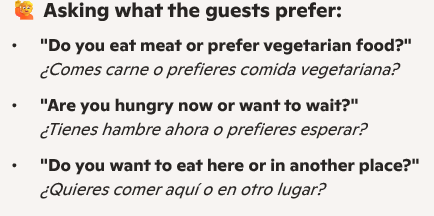 Asking what the guests prefer:
• "Do you eat meat or prefer vegetarian food?"
¿Comes carne o prefieres comida vegetariana?
• "Are you hungry now or want to wait?"
¿Tienes hambre ahora o prefieres esperar?
• "Do you want to eat here or in another place?"
¿Quieres comer aquí o en otro lugar?